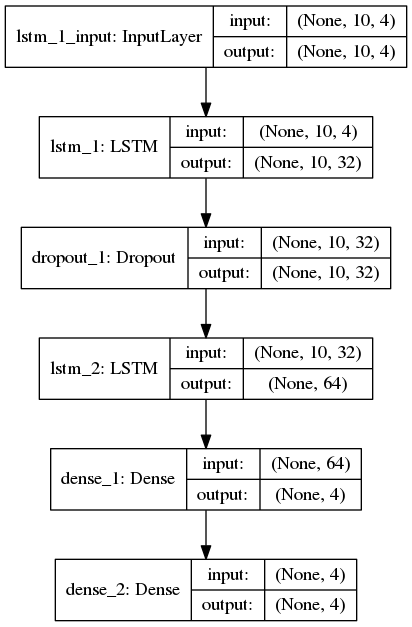 lstm_1_input: InputLayer
input: (None, 10, 4)
output: (None, 10, 4)
lstm_1: LSTM
input: (None, 10, 4)
output: (None, 10, 32)
dropout_1: Dropout
input: (None, 10, 32)
output: (None, 10, 32)
lstm_2: LSTM
input: (None, 10, 32)
output: (None, 64)
dense_1: Dense
input: (None, 64)
output: (None, 4)
dense_2: Dense
input: (None, 4)
output: (None, 4)